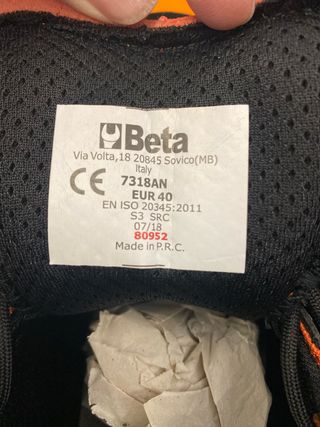 Beta
Via Volta,18 20845 Sovico(MB)
Italy
CE 7318AN
EUR 40
EN ISO 20345:2011
S3 SRC
07/18
80952
Made in P.R.C.